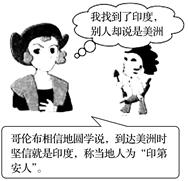 我找到了印度，
别人却说是美洲
哥伦布相信地圆学说，到达美洲时
坚信就是印度，称当地人为“印第
安人”。